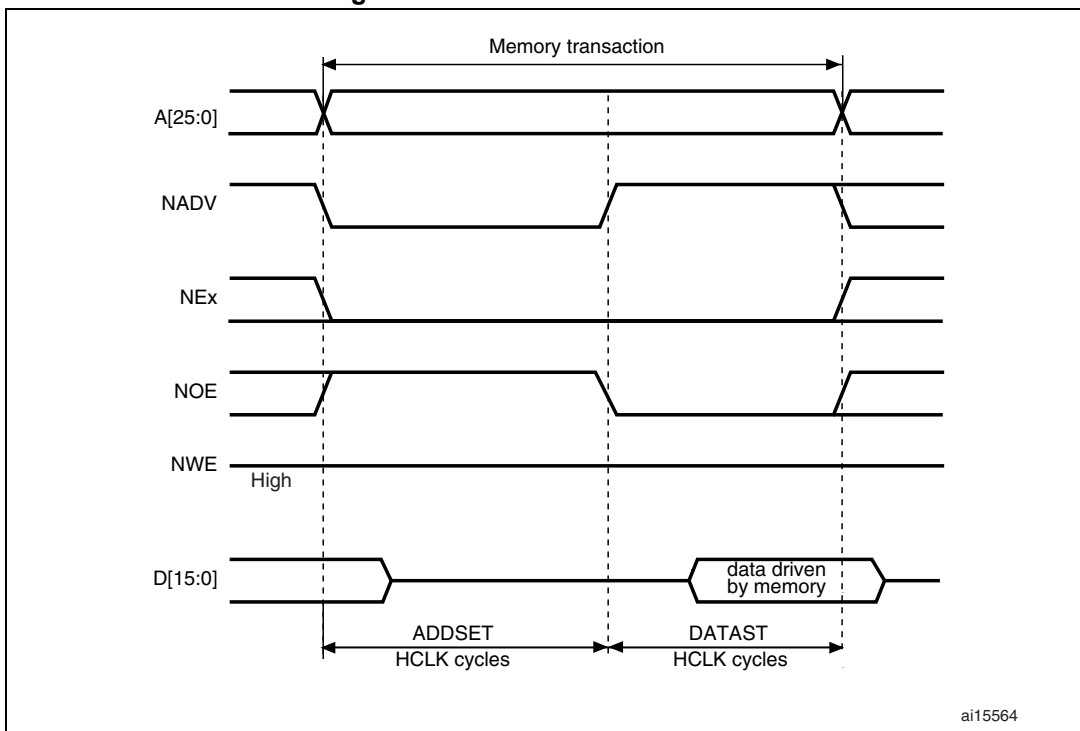 Memory transaction
A[25:0]
NADV
NEx
NOE
NWE
High
D[15:0]
data driven
by memory
ADDSET
DATAST
HCLK cycles
HCLK cycles
ai15564